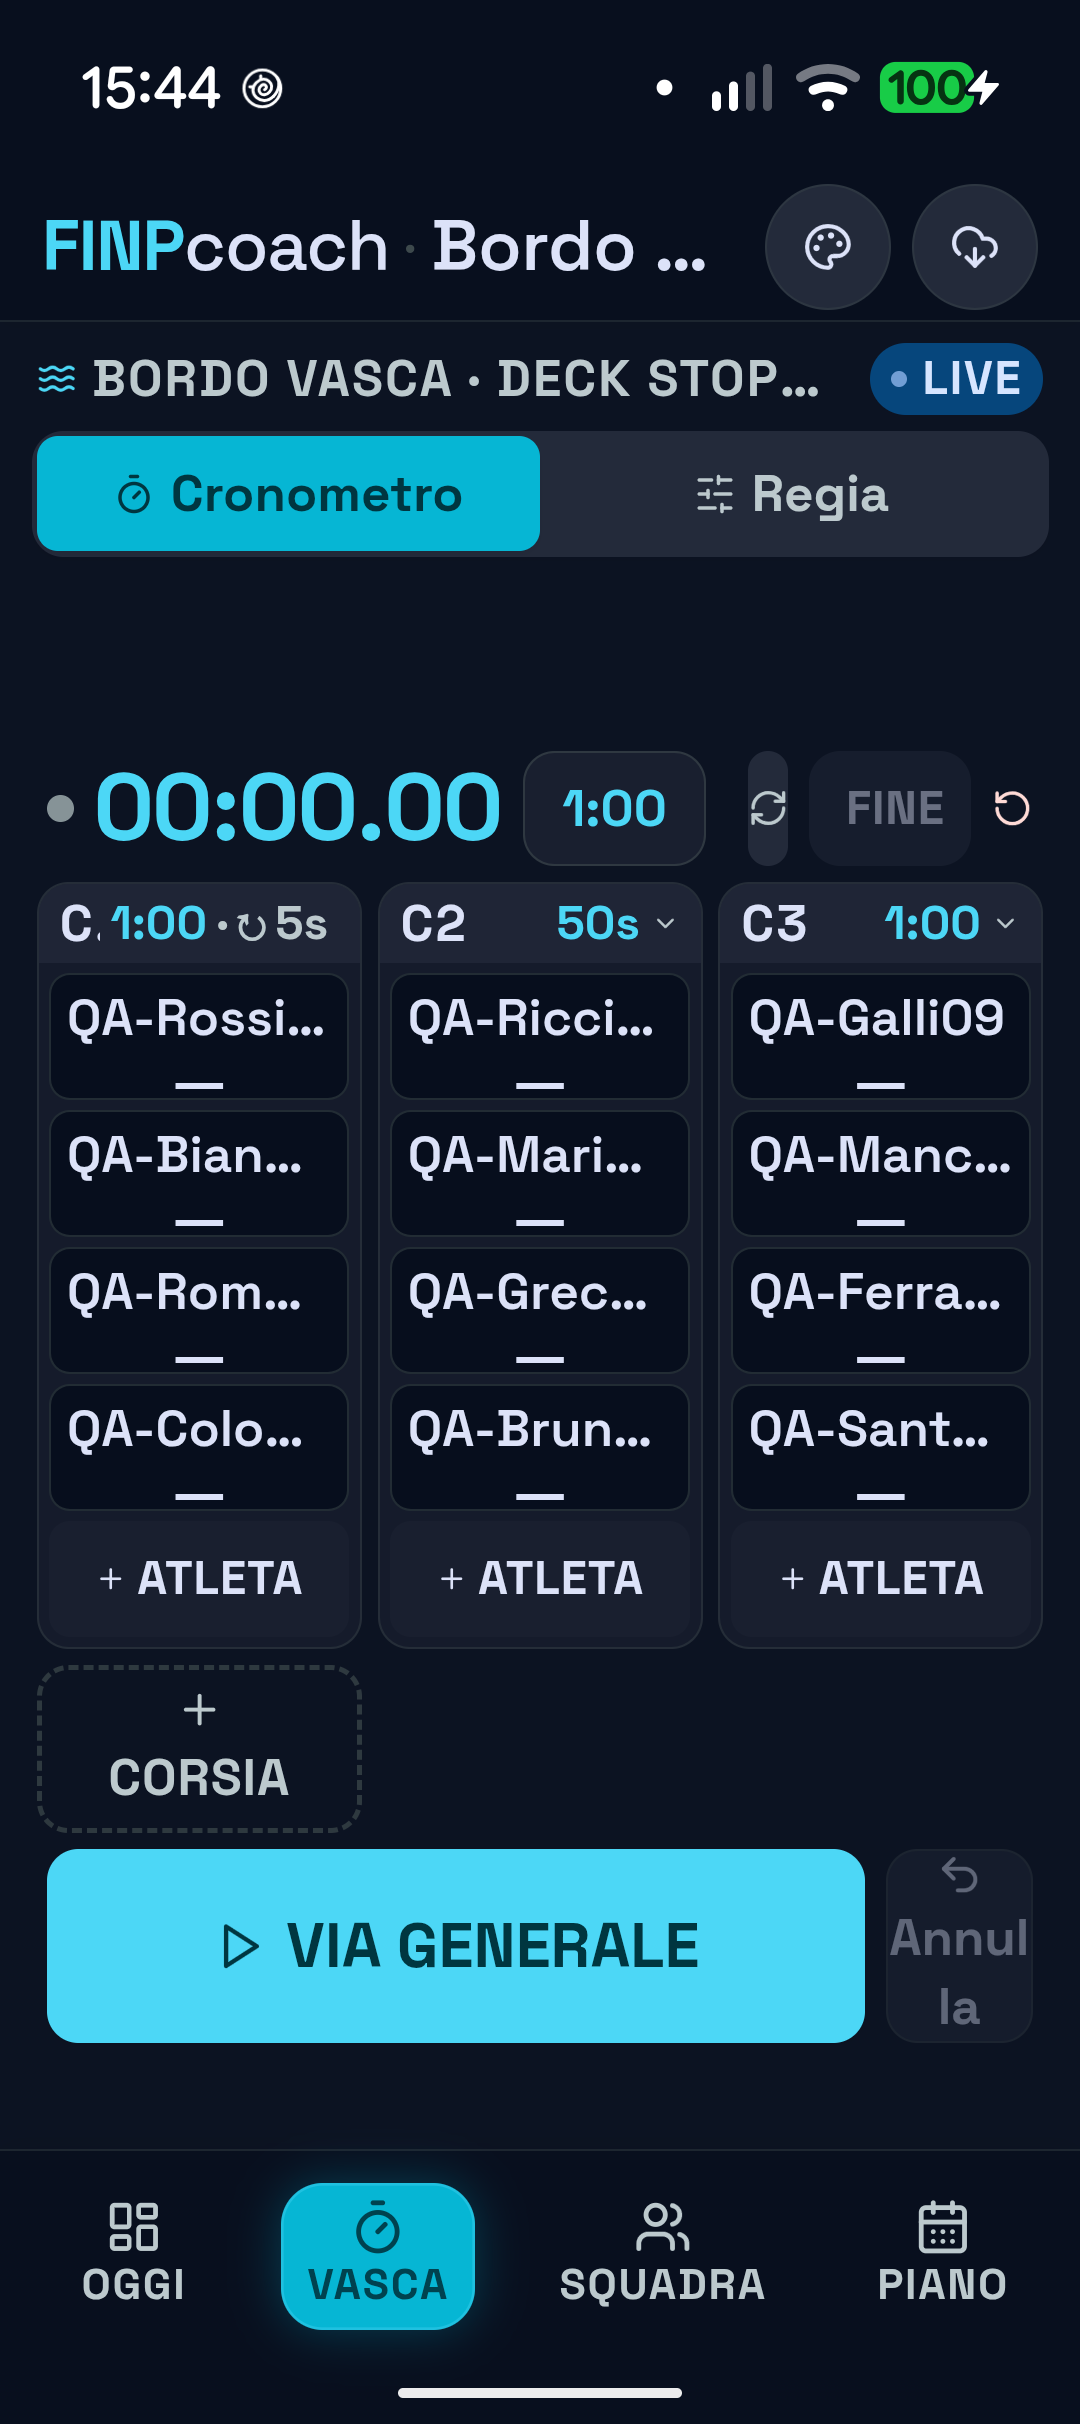 15:44
100
FINPcoach · Bordo ...
BORDO VASCA · DECK STOP...
• LIVE
Cronometro
Regia
00:00.00
1:00
FINE
C. 1:00 · ↻ 5s
C2 50s
C3 1:00
QA-Rossi...
QA-Ricci...
QA-Galli09
—
—
—
QA-Bian...
QA-Mari...
QA-Manc...
—
—
—
QA-Rom...
QA-Grec...
QA-Ferra...
—
—
—
QA-Colo...
QA-Brun...
QA-Sant...
—
—
—
+ ATLETA
+ ATLETA
+ ATLETA
+
CORSIA
VIA GENERALE
Annul
la
OGGI
VASCA
SQUADRA
PIANO